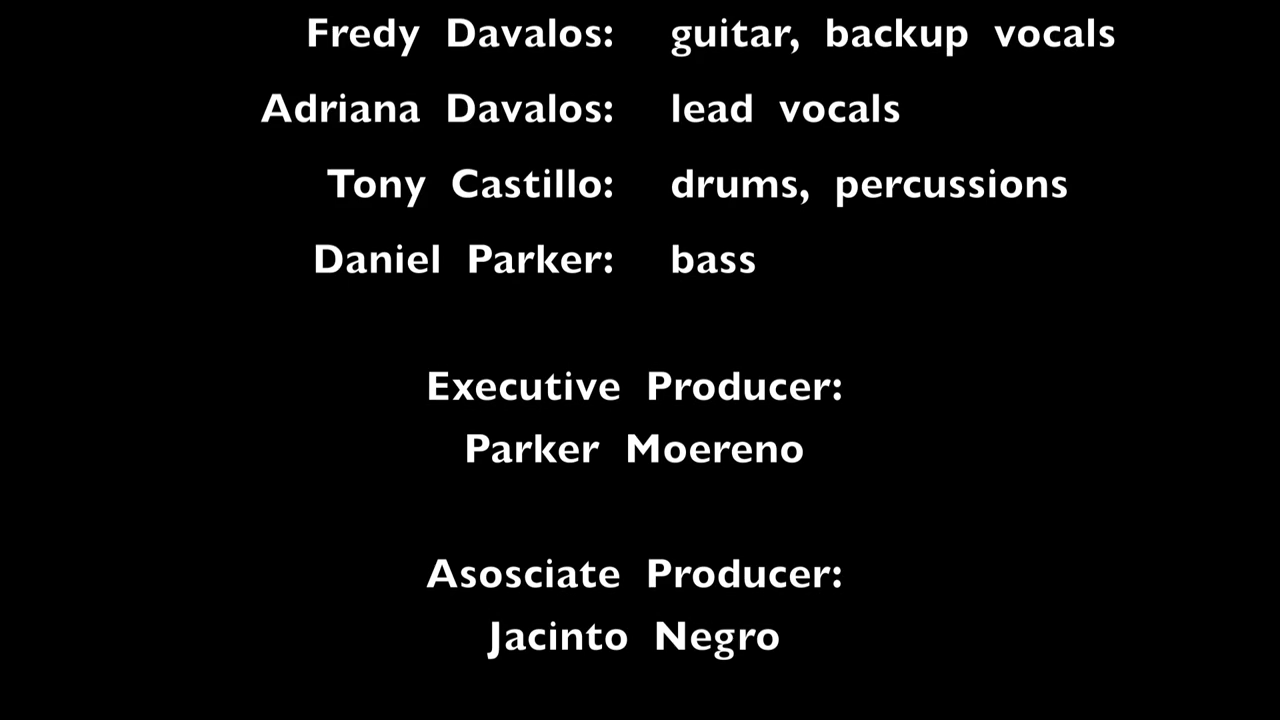 Fredy Davalos: guitar, backup vocals
Adriana Davalos: lead vocals
Tony Castillo: drums, percussions
Daniel Parker: bass
Executive Producer:
Parker Moereno
Asosciate Producer:
Jacinto Negro